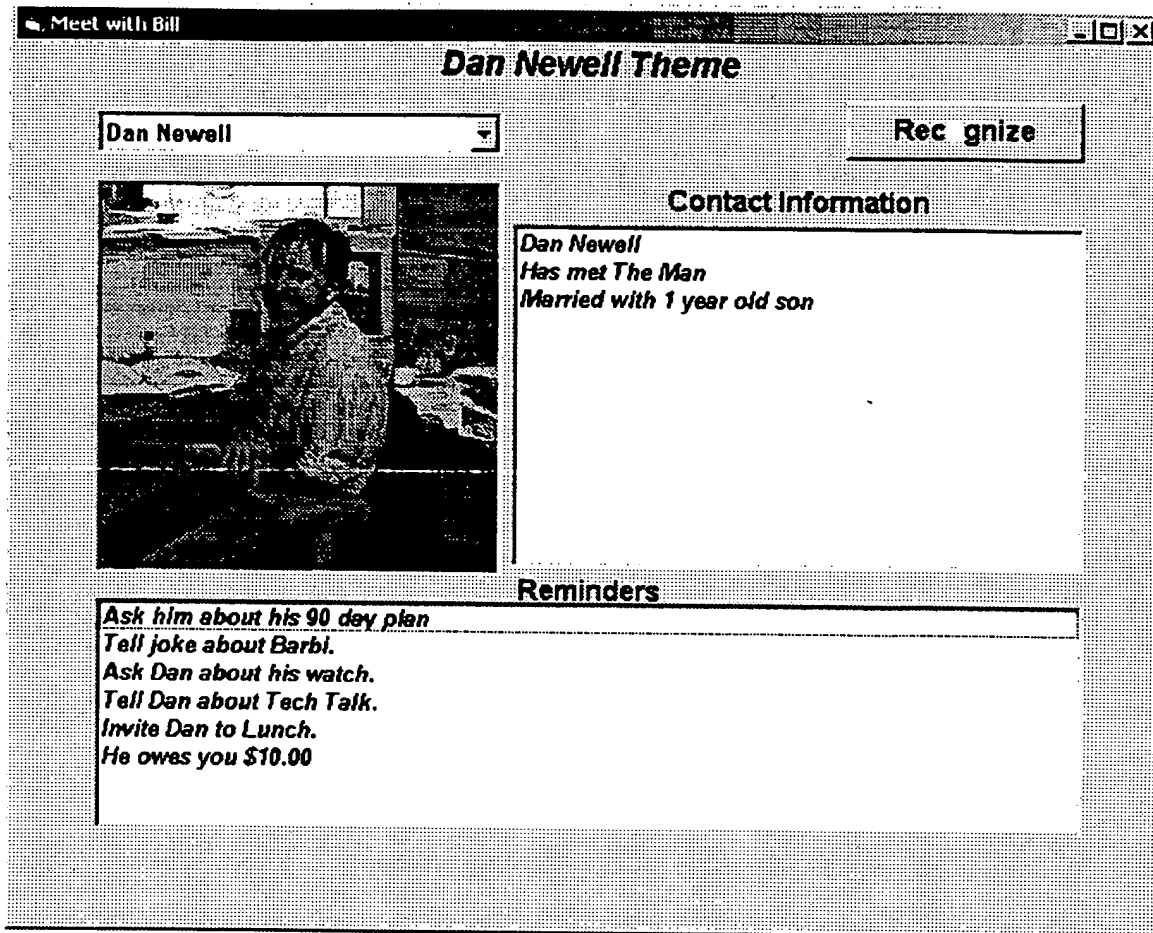 Meet with Bill
Dan Newell Theme
Dan Newell
Rec gnize
Contact Information
Dan Newell
Has met The Man
Married with 1 year old son
Reminders
Ask him about his 90 day plan
Tell joke about Barbi.
Ask Dan about his watch.
Tell Dan about Tech Talk.
Invite Dan to Lunch.
He owes you $10.00